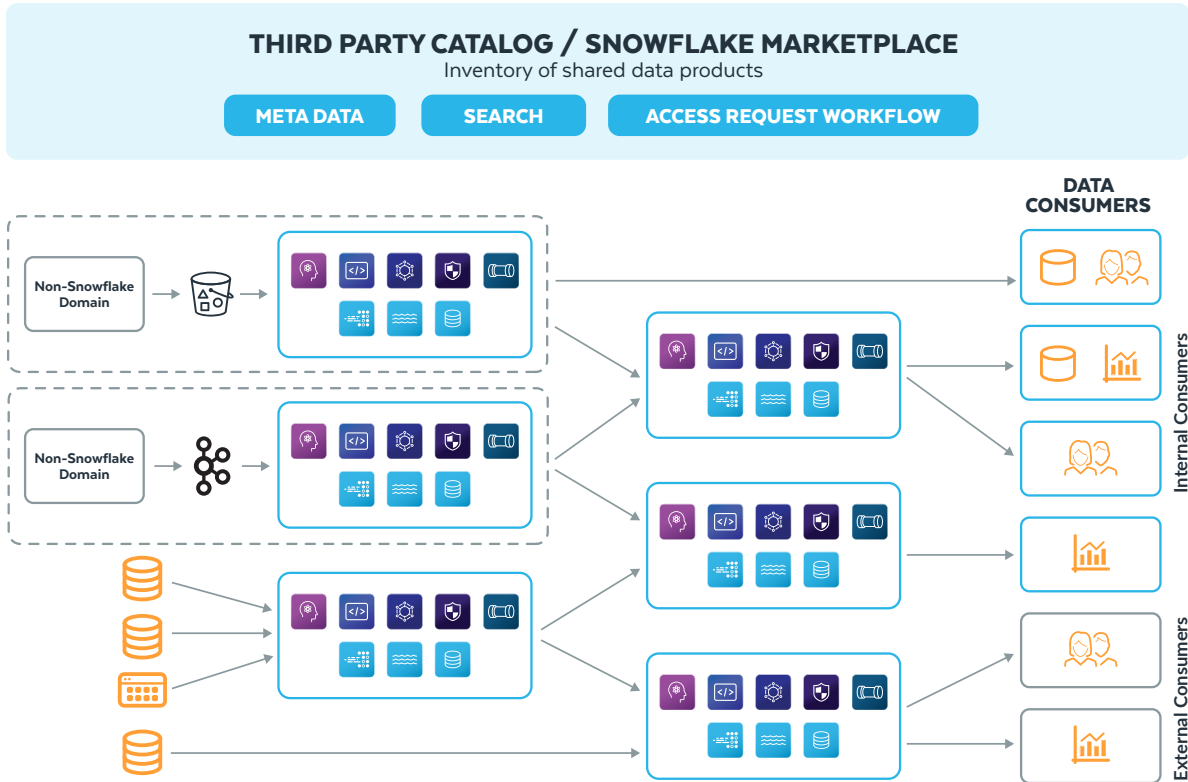 THIRD PARTY CATALOG / SNOWFLAKE MARKETPLACE
Inventory of shared data products
META DATA
SEARCH
ACCESS REQUEST WORKFLOW
DATA
CONSUMERS
Non-Snowflake
Domain
</>
</>
Non-Snowflake
Domain
</>
</>
</>
</>
Internal Consumers
External Consumers